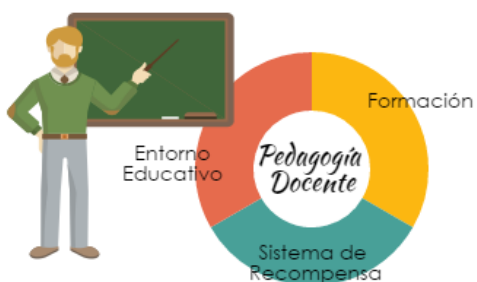 Formación
Entorno
Educativo
Pedagogía
Docente
Sistema de
Recompensa